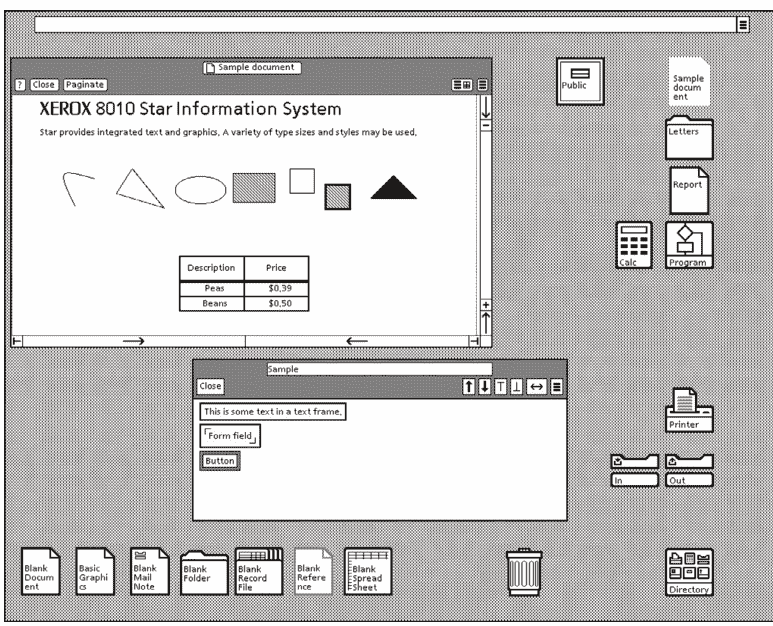 Sample document
? Close Paginate
XEROX 8010 Star Information System
Star provides integrated text and graphics. A variety of type sizes and styles may be used.
Description Price
Peas $0.39
Beans $0.50
Public
Sample
docum
ent
Letters
Report
Calc
Program
Sample
Close
This is some text in a text frame.
Form field
Button
Printer
In
Out
Blank
Docum
ent
Basic
Graphi
cs
Blank
Mail
Note
Blank
Folder
Blank
Record
File
Blank
Refere
nce
Blank
Spread
Sheet
Directory